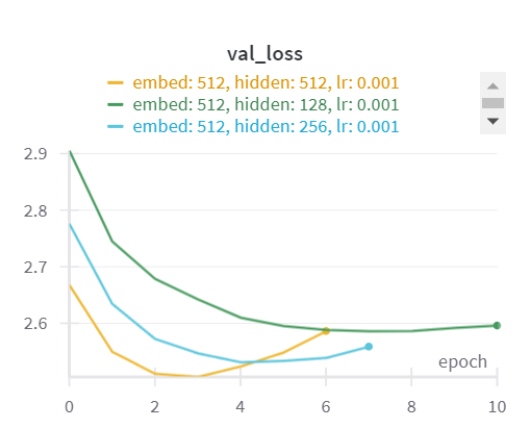 val_loss
embed: 512, hidden: 512, lr: 0.001
embed: 512, hidden: 128, lr: 0.001
embed: 512, hidden: 256, lr: 0.001
2.9
2.8
2.7
2.6
epoch
0 2 4 6 8 10